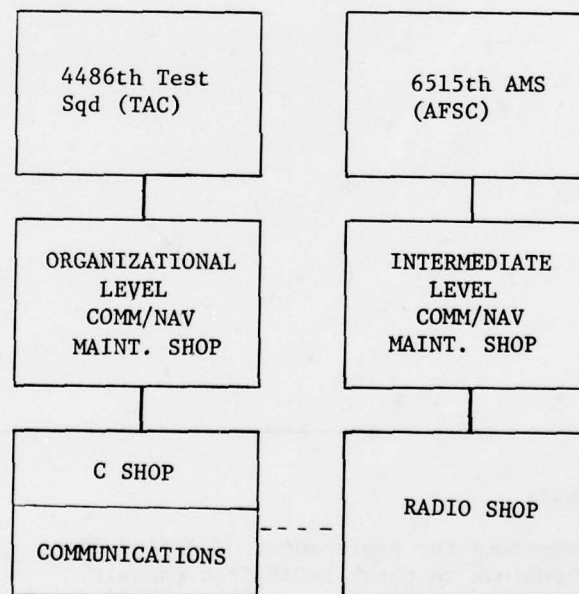 4486th Test
Sqd (TAC)
6515th AMS
(AFSC)
ORGANIZATIONAL
LEVEL
COMM/NAV
MAINT. SHOP
INTERMEDIATE
LEVEL
COMM/NAV
MAINT. SHOP
C SHOP
COMMUNICATIONS
RADIO SHOP